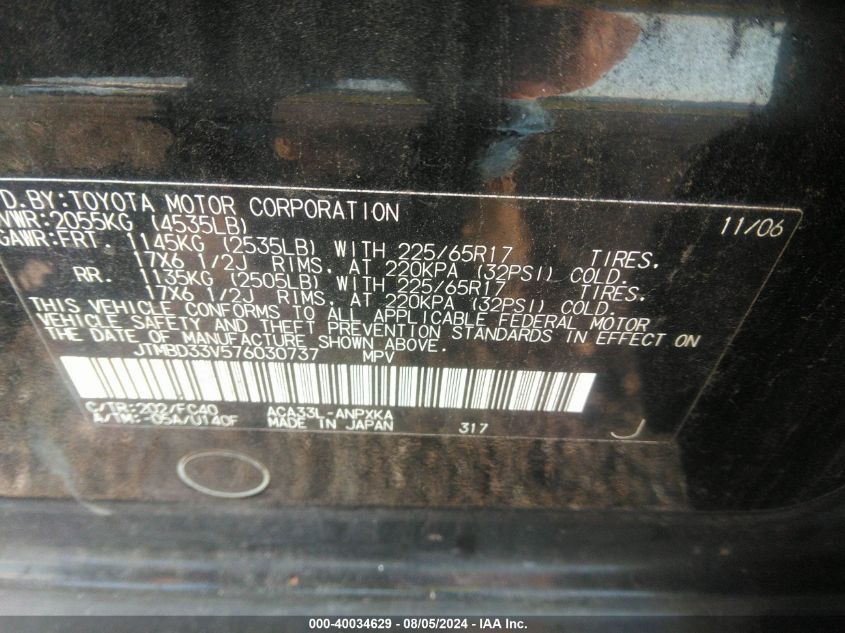 D. BY: TOYOTA MOTOR CORPORATION 11/06
VWR: 2055KG (4535LB)
GAWR: FRT. 1145KG (2535LB) WITH 225/65R17 TIRES,
17X6 1/2J RIMS, AT 220KPA (32PSI) COLD.
RR. 1135KG (2505LB) WITH 225/65R17 TIRES,
17X6 1/2J RIMS, AT 220KPA (32PSI) COLD.
THIS VEHICLE CONFORMS TO ALL APPLICABLE FEDERAL MOTOR
VEHICLE SAFETY AND THEFT PREVENTION STANDARDS IN EFFECT ON
THE DATE OF MANUFACTURE SHOWN ABOVE.
JTMBD33V576030737 MPV
C/TR: 202/FC40 ACA33L-ANPXKA
A/TM: -05A/U140F MADE IN JAPAN 317 J
000-40034629 - 08/05/2024 - IAA Inc.